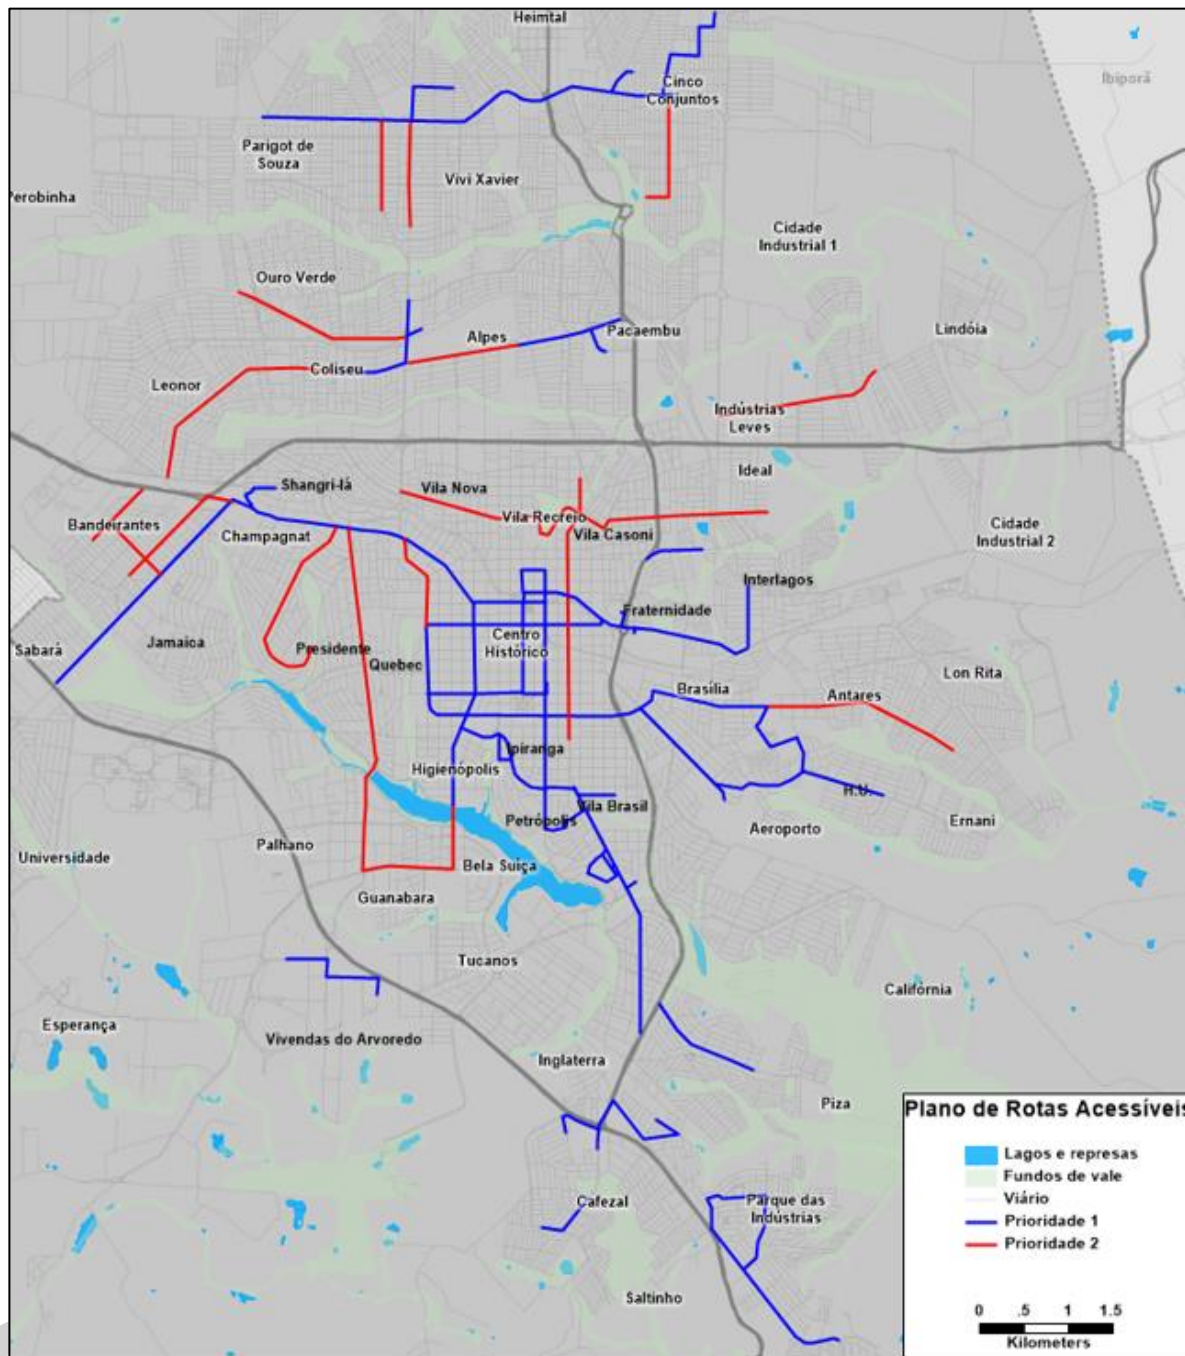 Heimtal
Ibiporã
Cinco
Conjuntos
Parigot de
Souza
Vivi Xavier
Perobinha
Cidade
Industrial 1
Ouro Verde
Lindóia
Pacaembu
Alpes
Coliseu
Leonor
Indústrias
Leves
Ideal
Shangri-lá
Vila Nova
Vila Recreio
Bandeirantes
Champagnat
Vila Casoni
Cidade
Industrial 2
Interlagos
Fraternidade
Centro
Histórico
Jamaica
Sabará
Presidente
Quebec
Lon Rita
Brasília
Antares
Ipiranga
Higienópolis
H.U.
Vila Brasil
Petrópolis
Aeroporto
Ernani
Palhano
Universidade
Bela Suiça
Guanabara
Tucanos
Califórnia
Esperança
Vivendas do Arvoredo
Inglaterra
Piza
Cafezal
Parque das
Indústrias
Saltinho
Plano de Rotas Acessíveis
Lagos e represas
Fundos de vale
Viário
Prioridade 1
Prioridade 2
0 .5 1 1.5
Kilometers